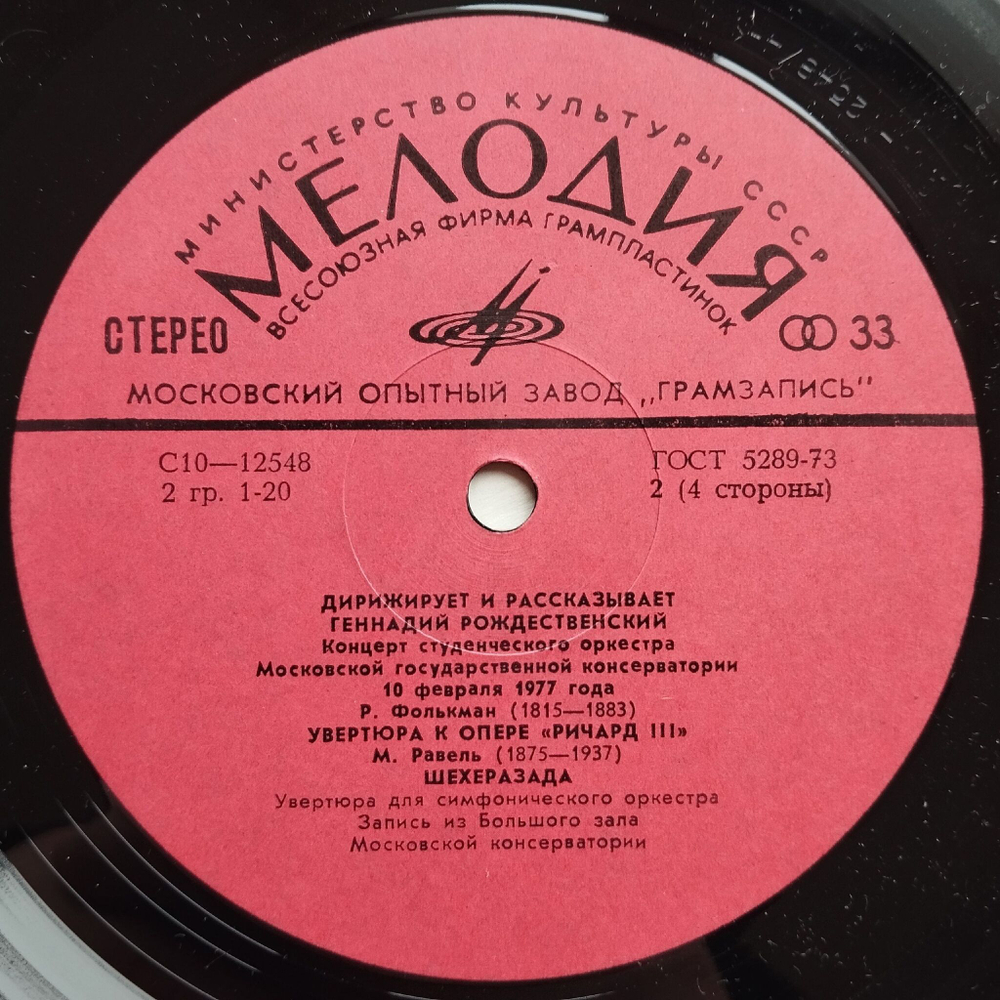 МИНИСТЕРСТВО КУЛЬТУРЫ СССР
МЕЛОДИЯ
ВСЕСОЮЗНАЯ ФИРМА ГРАМПЛАСТИНОК
СТЕРЕО
33
МОСКОВСКИЙ ОПЫТНЫЙ ЗАВОД „ГРАМЗАПИСЬ"
С10—12548
ГОСТ 5289-73
2 гр. 1-20
2 (4 стороны)
ДИРИЖИРУЕТ И РАССКАЗЫВАЕТ
ГЕННАДИЙ РОЖДЕСТВЕНСКИЙ
Концерт студенческого оркестра
Московской государственной консерватории
10 февраля 1977 года
Р. Фолькман (1815—1883)
УВЕРТЮРА К ОПЕРЕ «РИЧАРД III»
М. Равель (1875—1937)
ШЕХЕРАЗАДА
Увертюра для симфонического оркестра
Запись из Большого зала
Московской консерватории